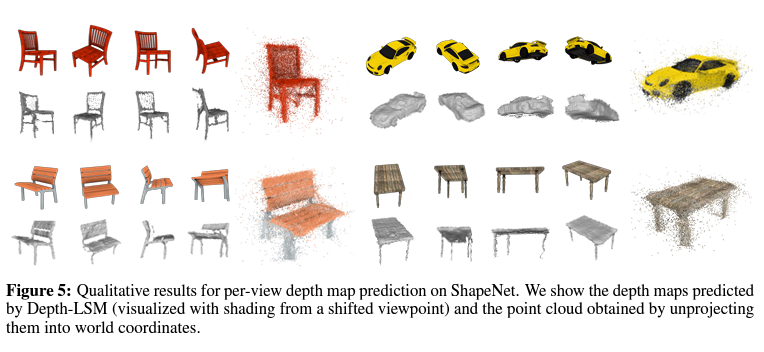 Figure 5: Qualitative results for per-view depth map prediction on ShapeNet. We show the depth maps predicted
by Depth-LSM (visualized with shading from a shifted viewpoint) and the point cloud obtained by unprojecting
them into world coordinates.